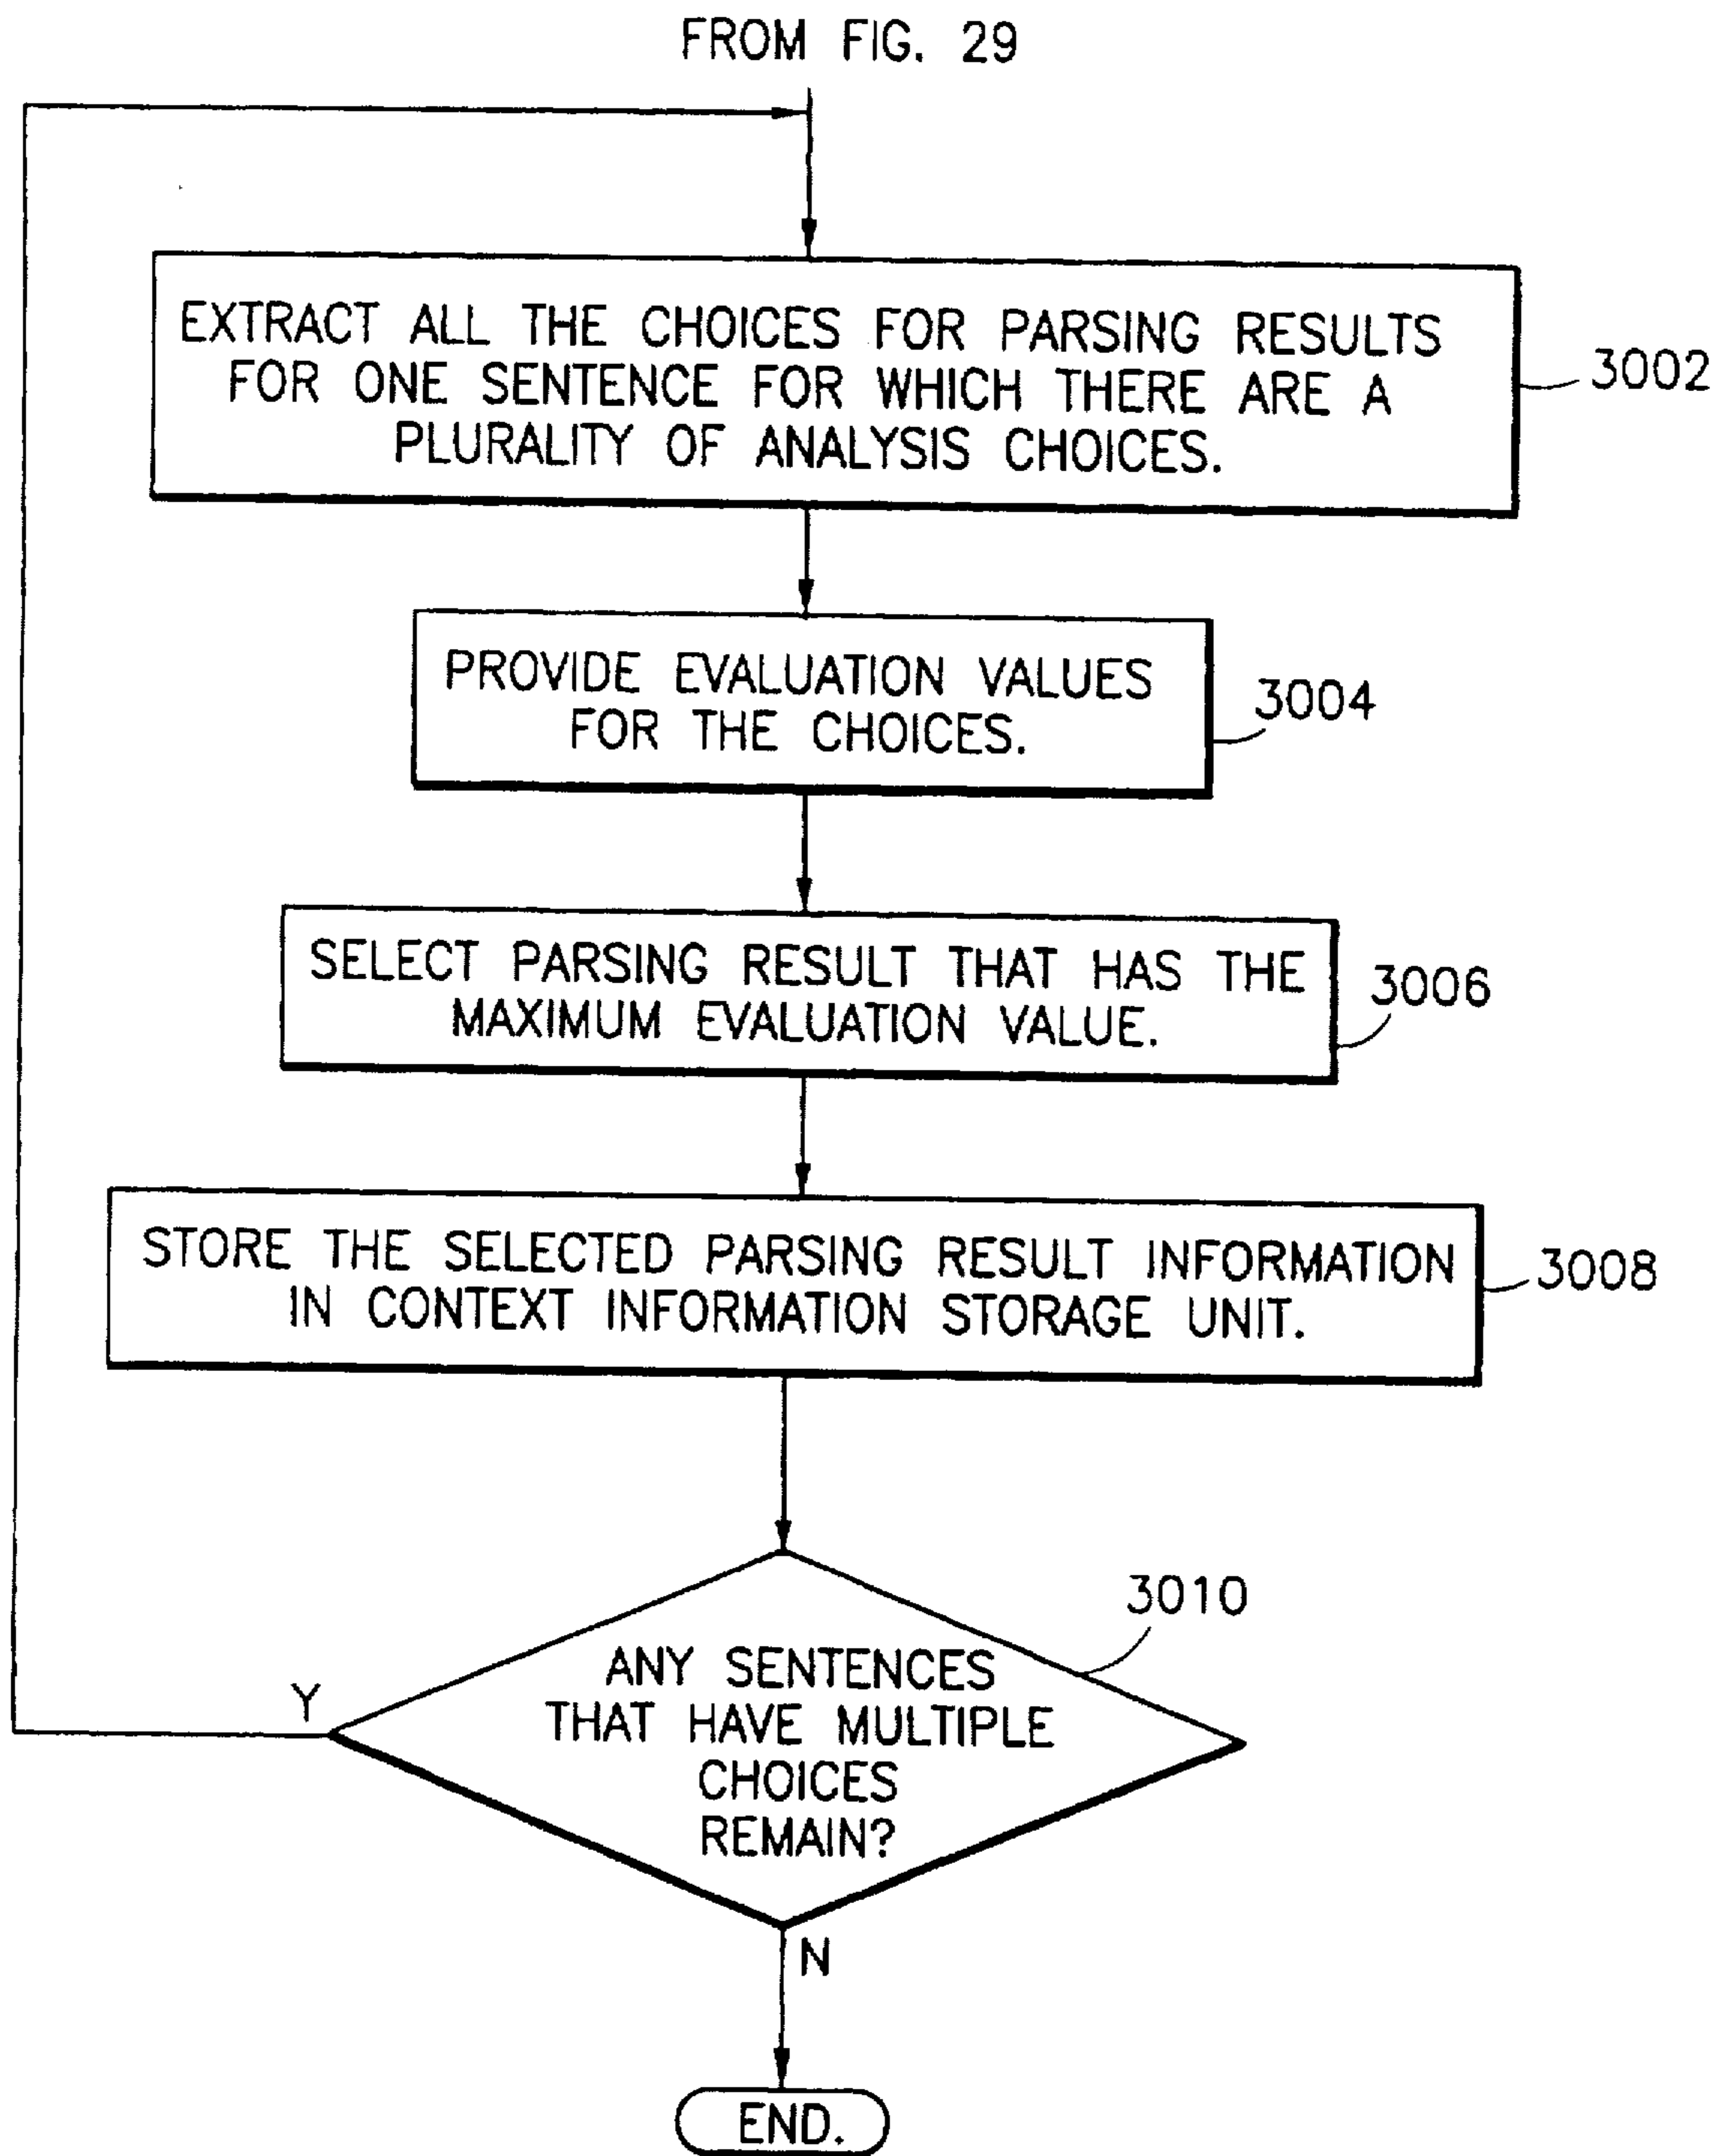 FROM FIG. 29
EXTRACT ALL THE CHOICES FOR PARSING RESULTS
FOR ONE SENTENCE FOR WHICH THERE ARE A
PLURALITY OF ANALYSIS CHOICES.
3002
PROVIDE EVALUATION VALUES
FOR THE CHOICES.
3004
SELECT PARSING RESULT THAT HAS THE
MAXIMUM EVALUATION VALUE.
3006
STORE THE SELECTED PARSING RESULT INFORMATION
IN CONTEXT INFORMATION STORAGE UNIT.
3008
3010
ANY SENTENCES
THAT HAVE MULTIPLE
CHOICES
REMAIN?
Y
N
END.